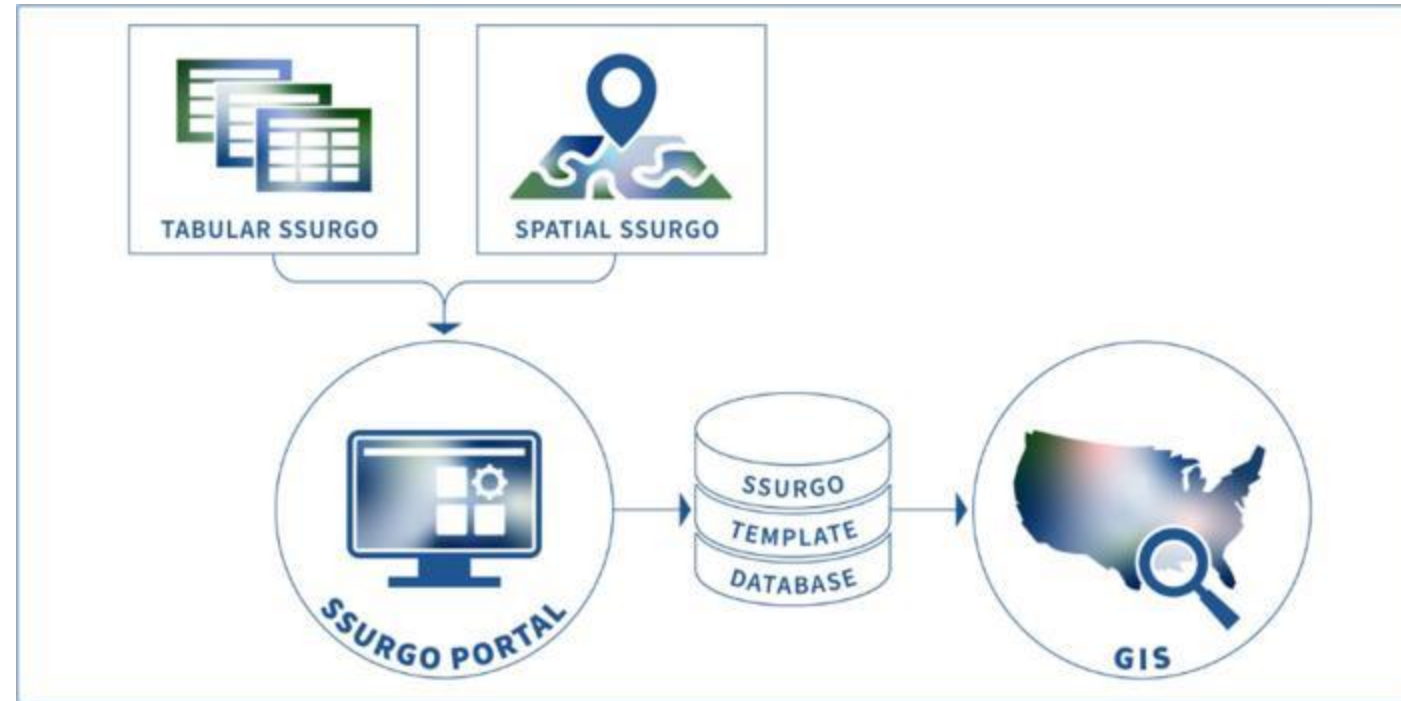 TABULAR SSURGO
SPATIAL SSURGO
SSURGO PORTAL
SSURGO
TEMPLATE
DATABASE
GIS